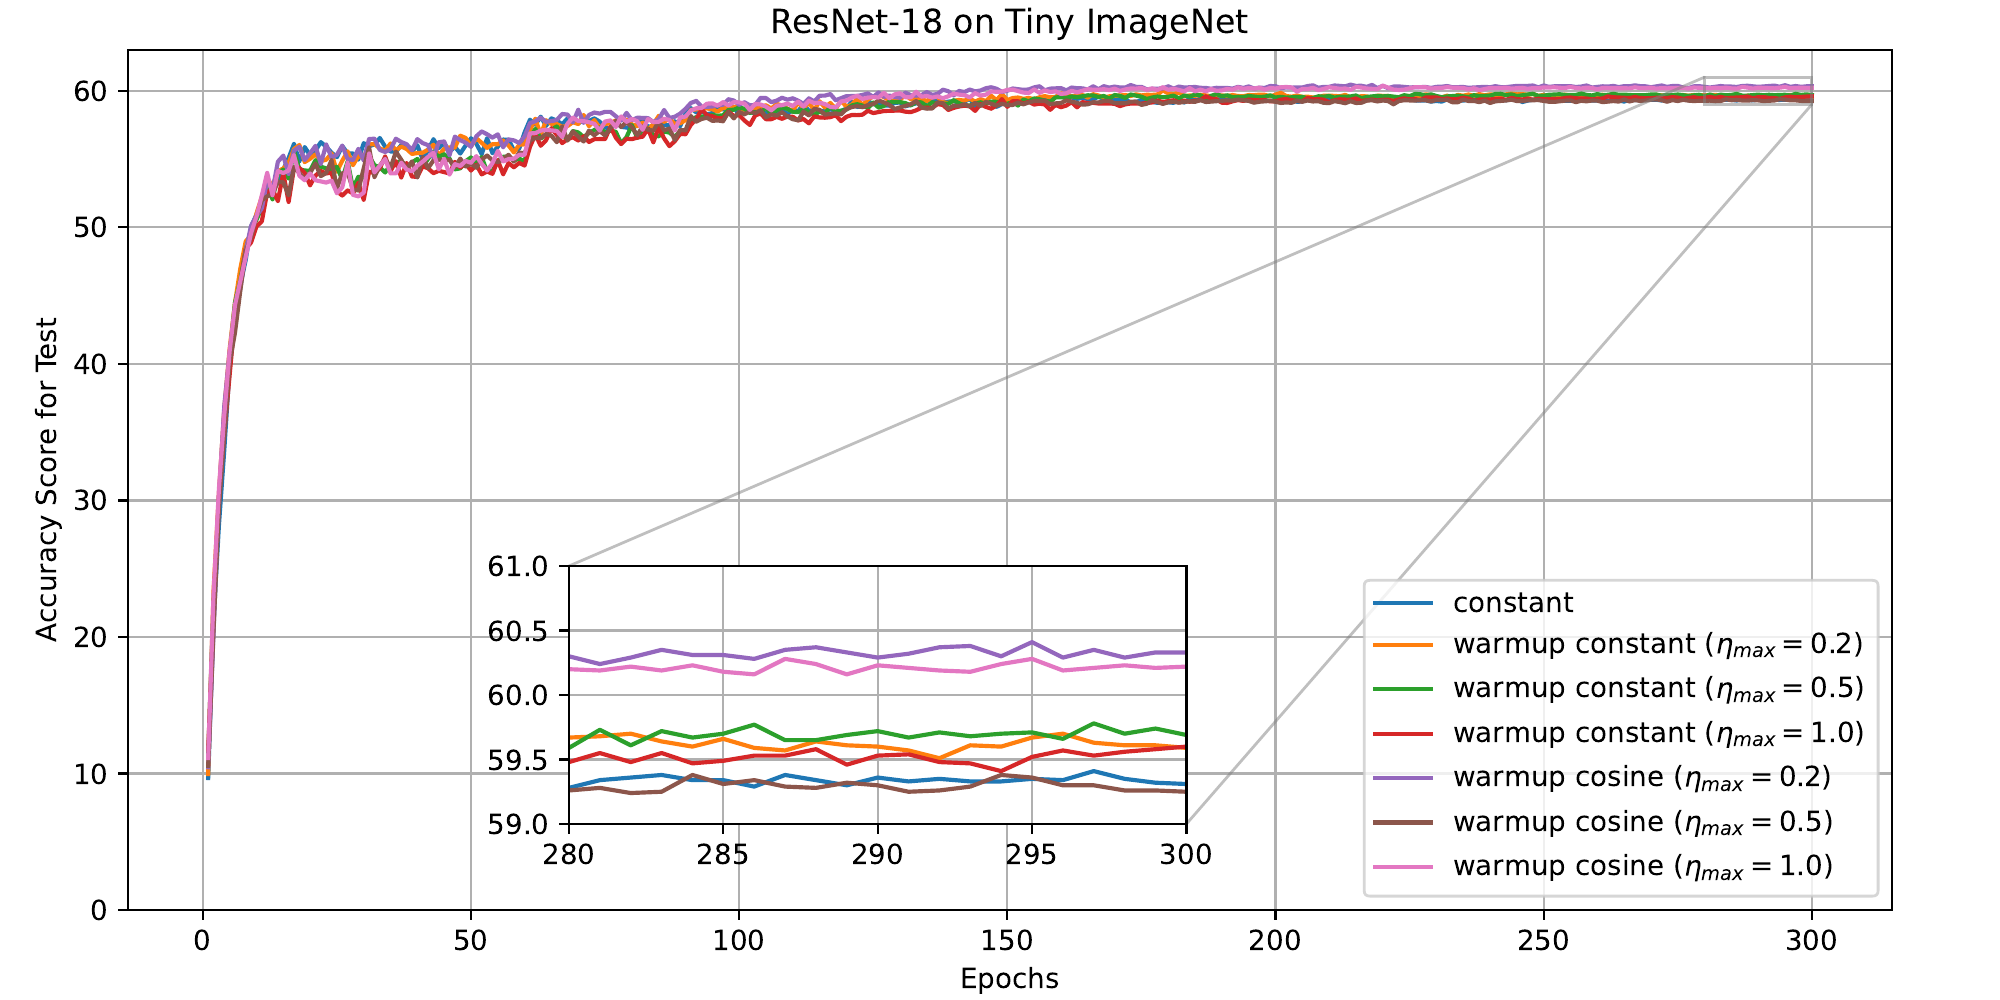 ResNet-18 on Tiny ImageNet
Accuracy Score for Test
60
50
40
30
20
10
0
0 50 100 150 200 250 300
Epochs
61.0
60.5
60.0
59.5
59.0
280 285 290 295 300
constant
warmup constant (η_max = 0.2)
warmup constant (η_max = 0.5)
warmup constant (η_max = 1.0)
warmup cosine (η_max = 0.2)
warmup cosine (η_max = 0.5)
warmup cosine (η_max = 1.0)